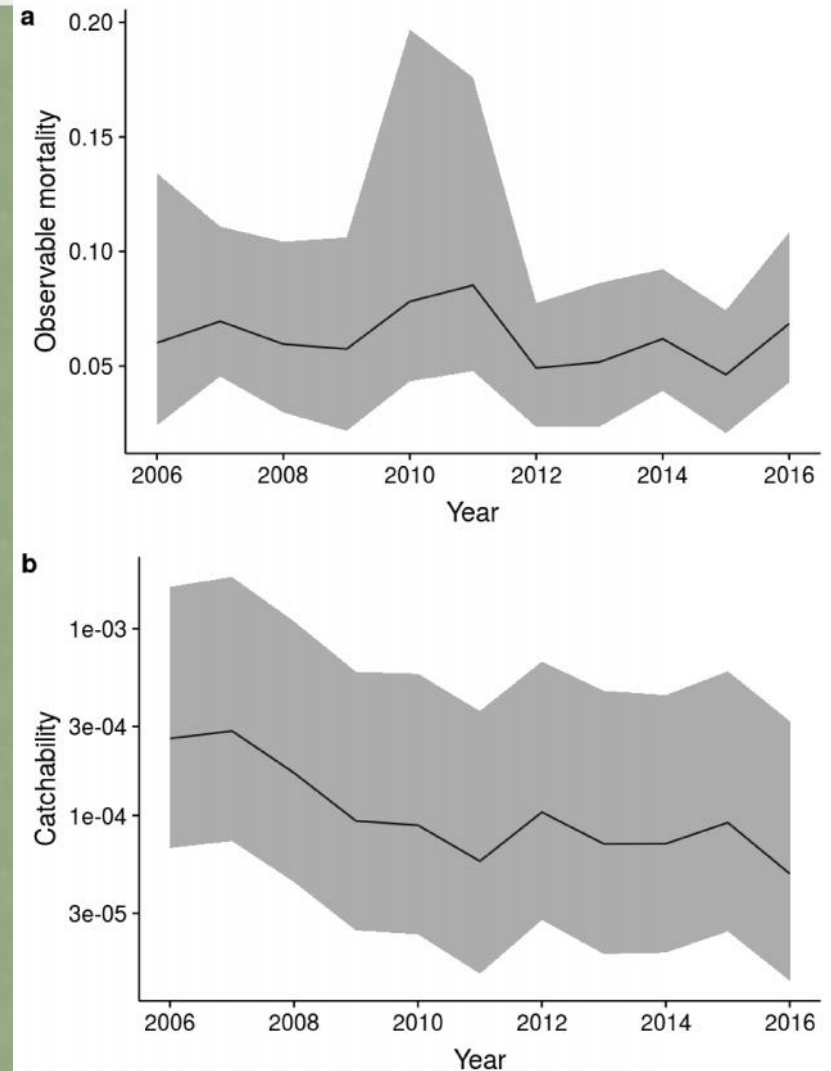 a
0.20
0.15
0.10
0.05
Observable mortality
2006 2008 2010 2012 2014 2016
Year
b
1e-03
3e-04
1e-04
3e-05
Catchability
2006 2008 2010 2012 2014 2016
Year